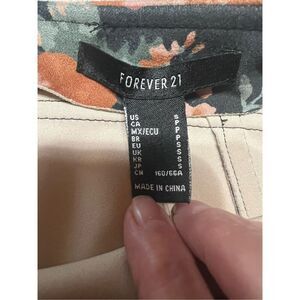 FOREVER 21
US S
CA P
MX/ECU P
BR P
EU S
UK S
KR S
JP S
CN 160/66A
MADE IN CHINA